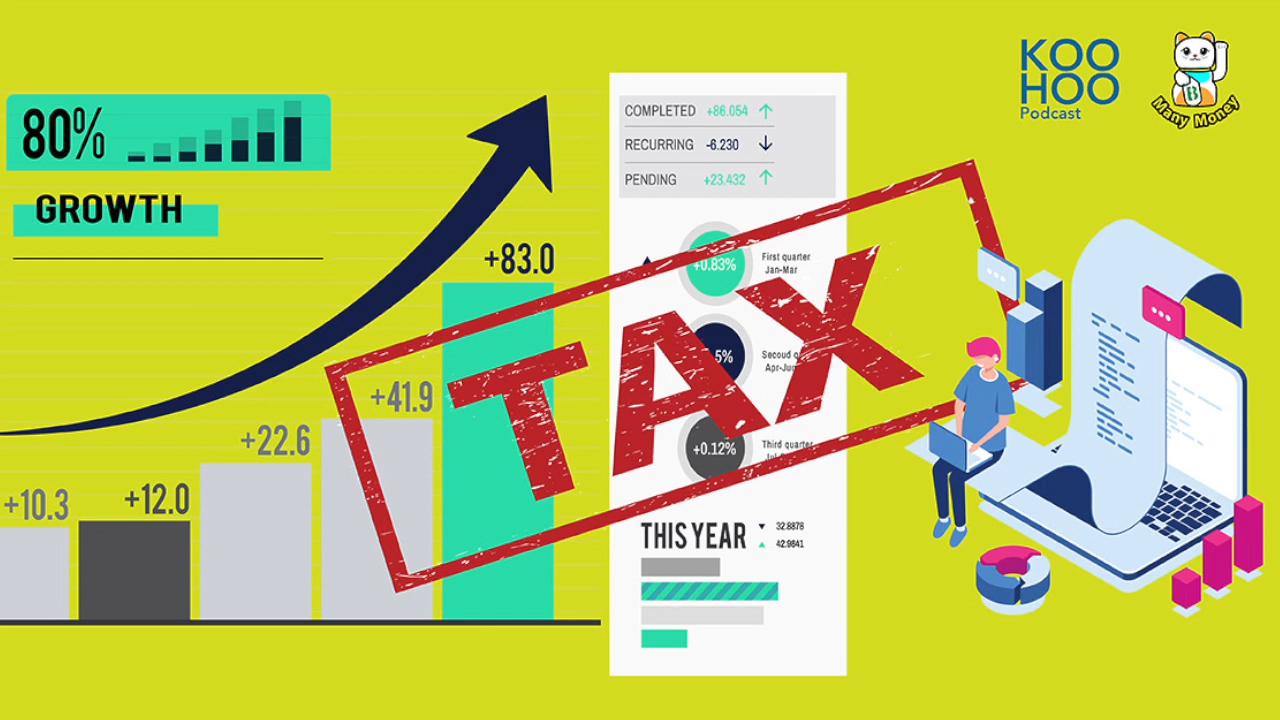 80%
GROWTH
+10.3
+12.0
+22.6
+41.9
+83.0
COMPLETED +86.054
RECURRING -6.230
PENDING +23.432
+0.83%
First quarter
Jan-Mar
5%
Secoud q
Apr-Jun
+0.12%
Third quarter
THIS YEAR
32.8878
42.9841
TAX
KOO
HOO
Podcast
B
Many Money